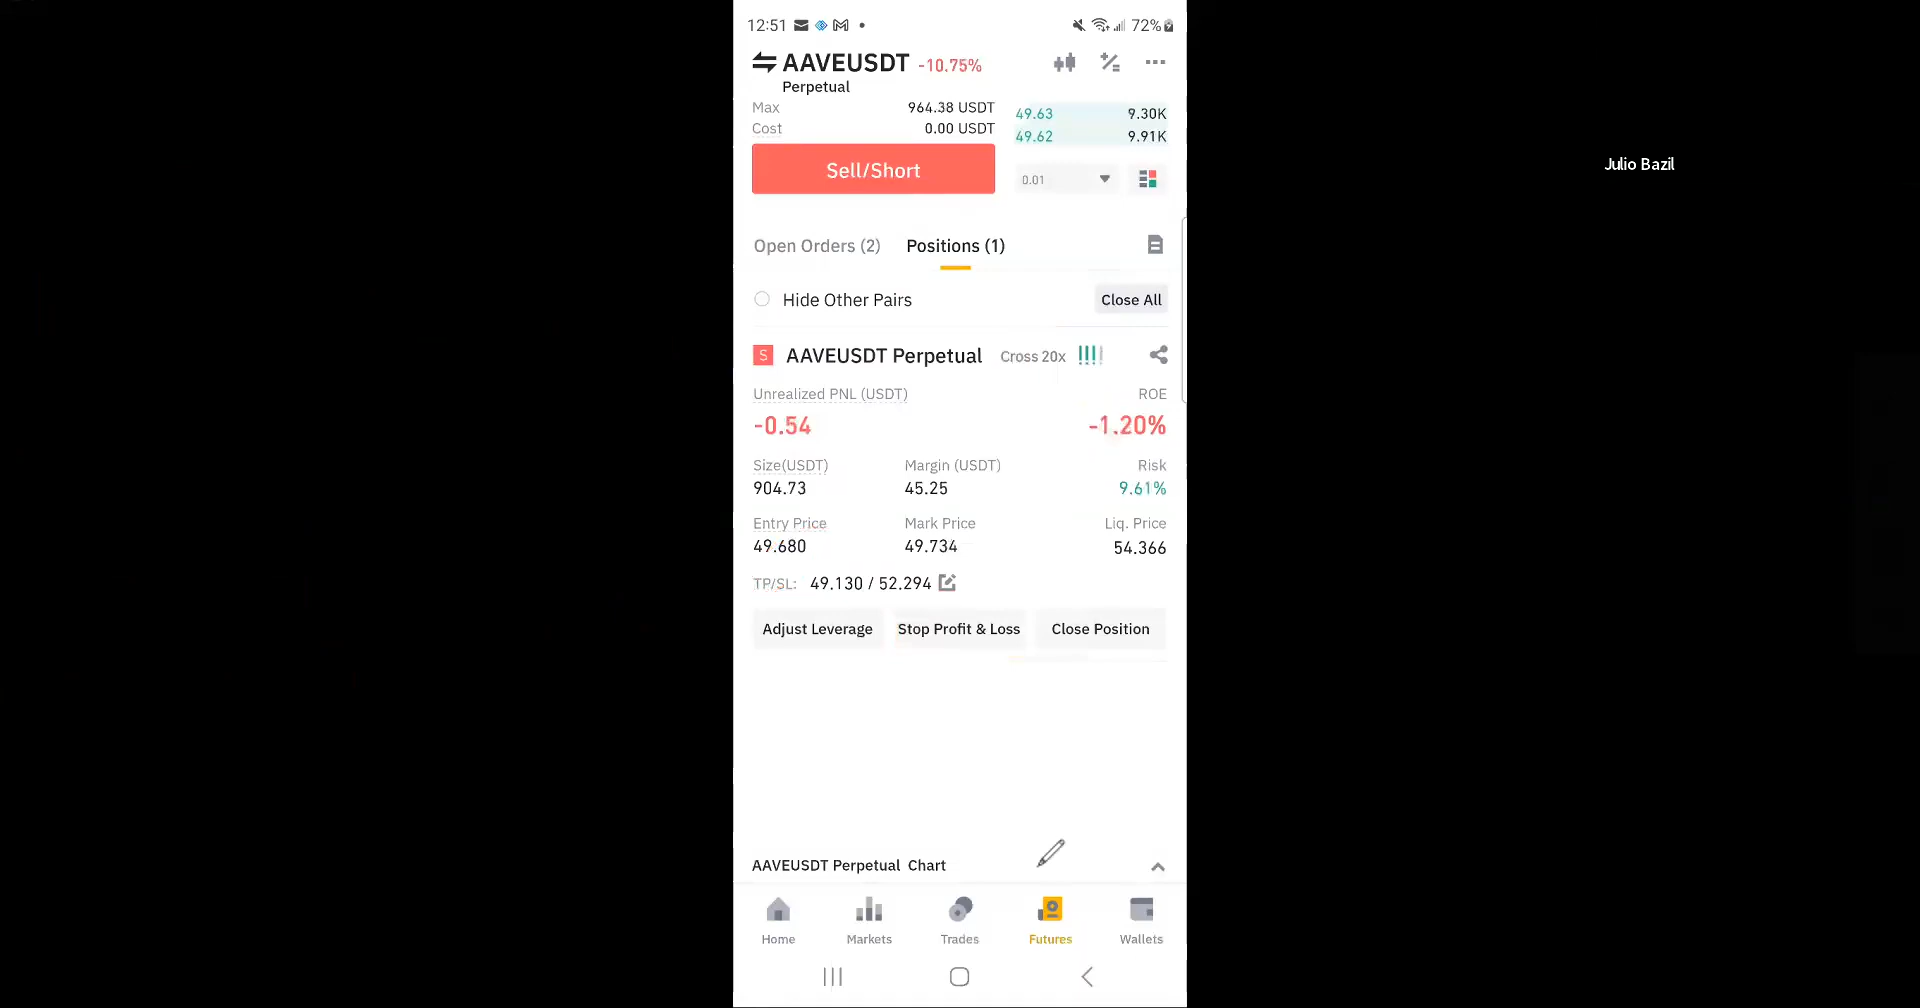 12:51 72%
AAVEUSDT -10.75%
Perpetual
Max 964.38 USDT
Cost 0.00 USDT
49.63 9.30K
49.62 9.91K
Sell/Short
0.01
Julio Bazil
Open Orders (2) Positions (1)
Hide Other Pairs Close All
S AAVEUSDT Perpetual Cross 20x
Unrealized PNL (USDT) ROE
-0.54 -1.20%
Size(USDT) Margin (USDT) Risk
904.73 45.25 9.61%
Entry Price Mark Price Liq. Price
49.680 49.734 54.366
TP/SL: 49.130 / 52.294
Adjust Leverage Stop Profit & Loss Close Position
AAVEUSDT Perpetual Chart
Home Markets Trades Futures Wallets